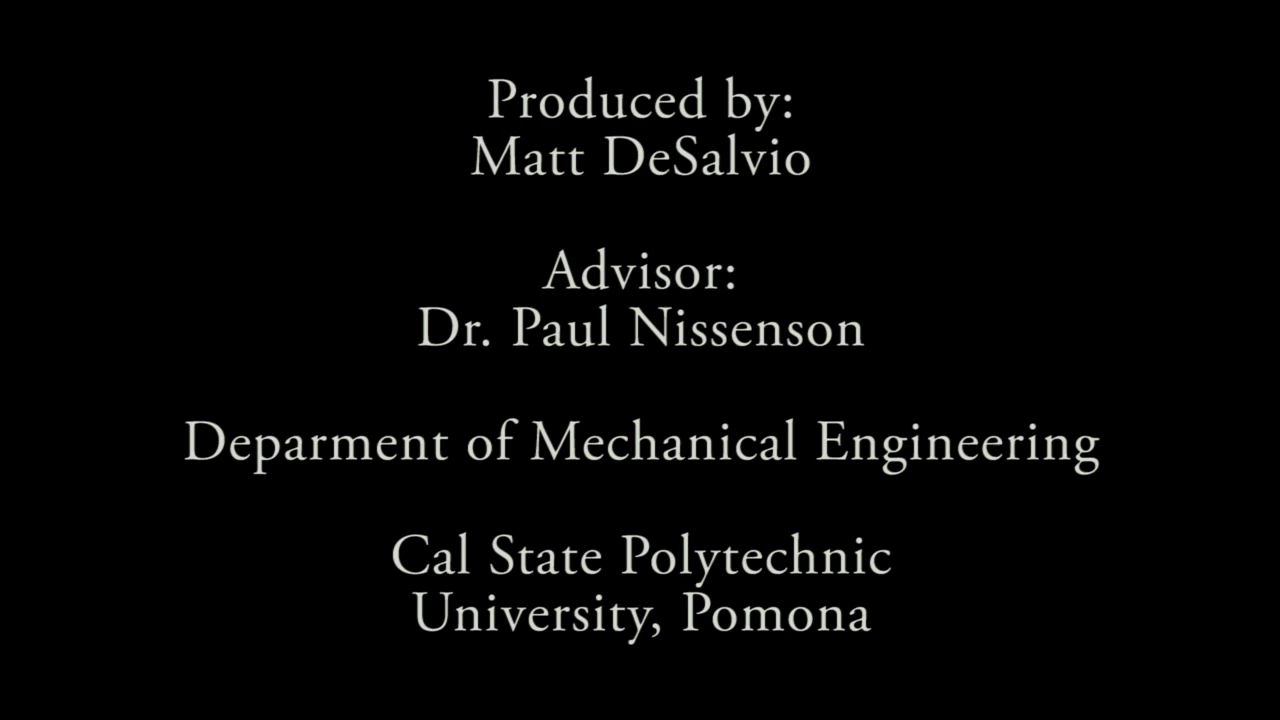 Produced by:
Matt DeSalvio
Advisor:
Dr. Paul Nissenson
Deparment of Mechanical Engineering
Cal State Polytechnic
University, Pomona